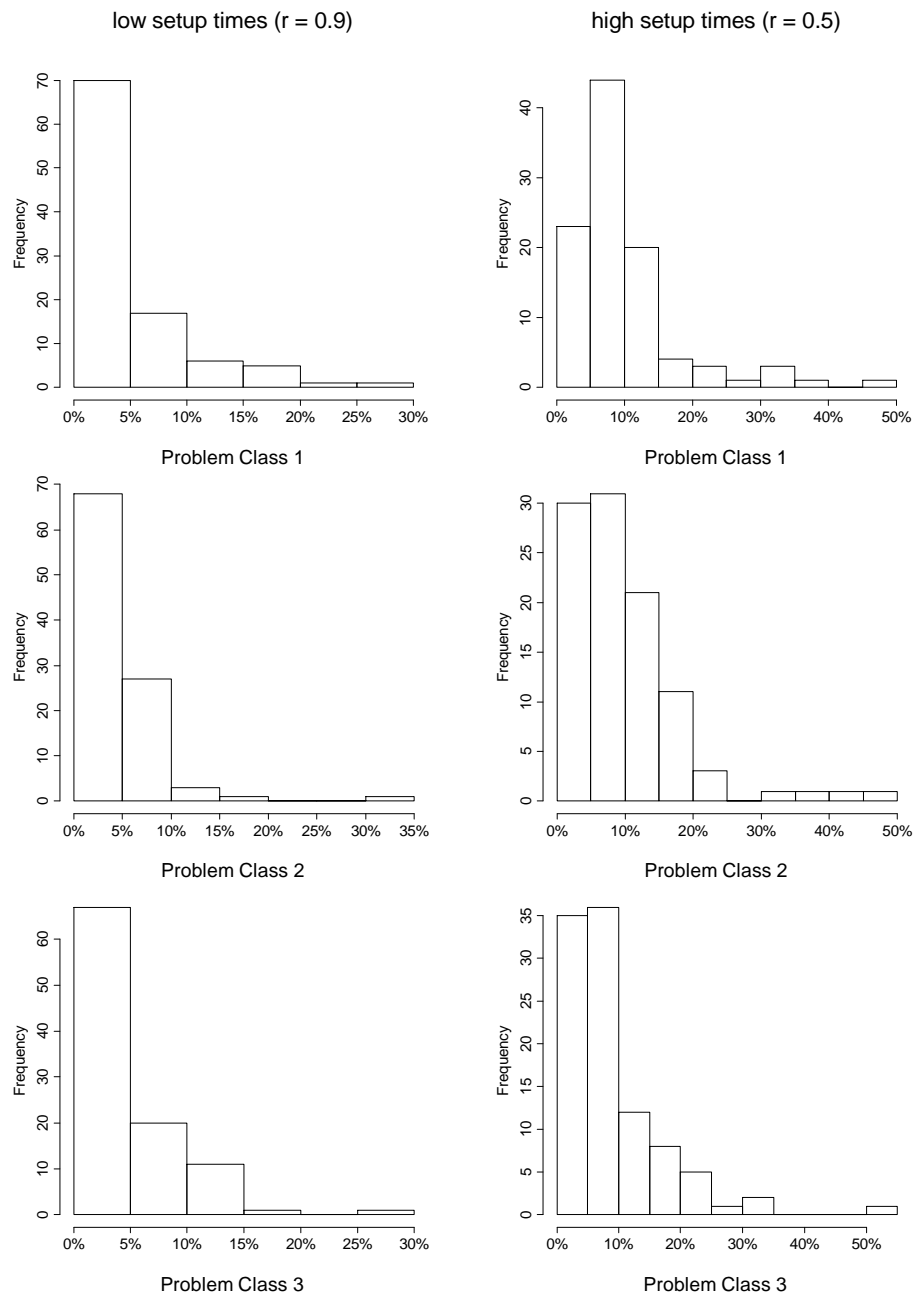 low setup times (r = 0.9)
high setup times (r = 0.5)
Frequency
0 10 20 30 40 50 60 70
0% 5% 10% 15% 20% 25% 30%
Problem Class 1
Frequency
0 10 20 30 40
0% 10% 20% 30% 40% 50%
Problem Class 1
Frequency
0 10 20 30 40 50 60 70
0% 5% 10% 15% 20% 25% 30% 35%
Problem Class 2
Frequency
0 5 10 15 20 25 30
0% 10% 20% 30% 40% 50%
Problem Class 2
Frequency
0 10 20 30 40 50 60
0% 5% 10% 15% 20% 25% 30%
Problem Class 3
Frequency
0 5 10 15 20 25 30 35
0% 10% 20% 30% 40% 50%
Problem Class 3